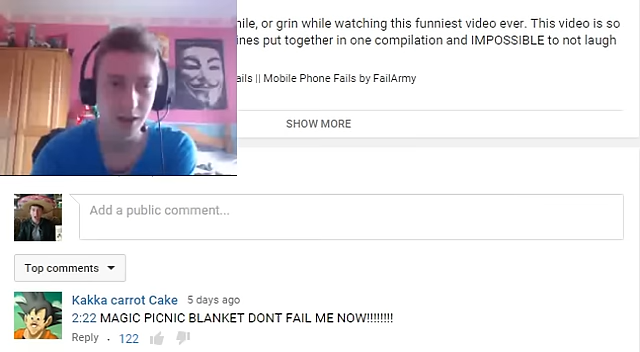 hile, or grin while watching this funniest video ever. This video is so
ines put together in one compilation and IMPOSSIBLE to not laugh
ails || Mobile Phone Fails by FailArmy
SHOW MORE
Add a public comment...
Top comments
Kakka carrot Cake 5 days ago
2:22 MAGIC PICNIC BLANKET DONT FAIL ME NOW!!!!!!!!
Reply · 122